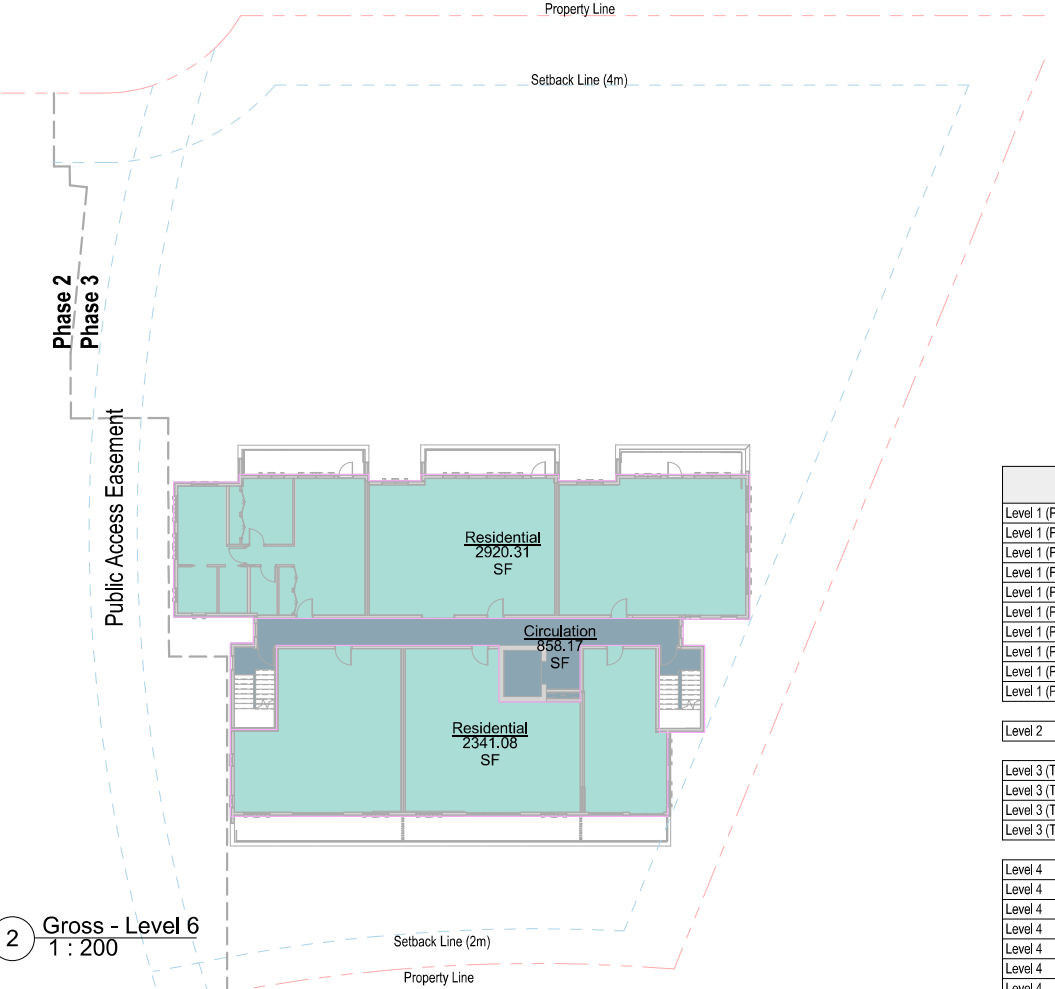 Property Line
Setback Line (4m)
Phase 2
Phase 3
Public Access Easement
Residential
2920.31
SF
Circulation
858.17
SF
Residential
2341.08
SF
Level 1 (P
Level 1 (P
Level 1 (P
Level 1 (P
Level 1 (P
Level 1 (P
Level 1 (P
Level 1 (P
Level 1 (P
Level 1 (P
Level 2
Level 3 (T
Level 3 (T
Level 3 (T
Level 3 (T
Level 4
Level 4
Level 4
Level 4
Level 4
Level 4
Level 4
2 Gross - Level 6
1 : 200
Setback Line (2m)
Property Line